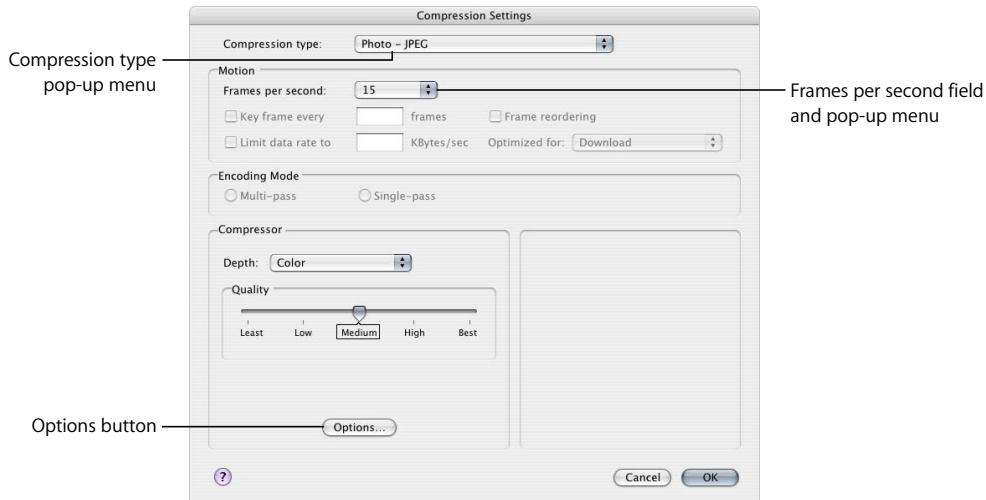 Compression Settings
Compression type: Photo – JPEG
Compression type
pop-up menu
Motion
Frames per second: 15
Frames per second field
and pop-up menu
Key frame every frames Frame reordering
Limit data rate to KBytes/sec Optimized for: Download
Encoding Mode
Multi-pass Single-pass
Compressor
Depth: Color
Quality
Least Low Medium High Best
Options button
Options...
? Cancel OK